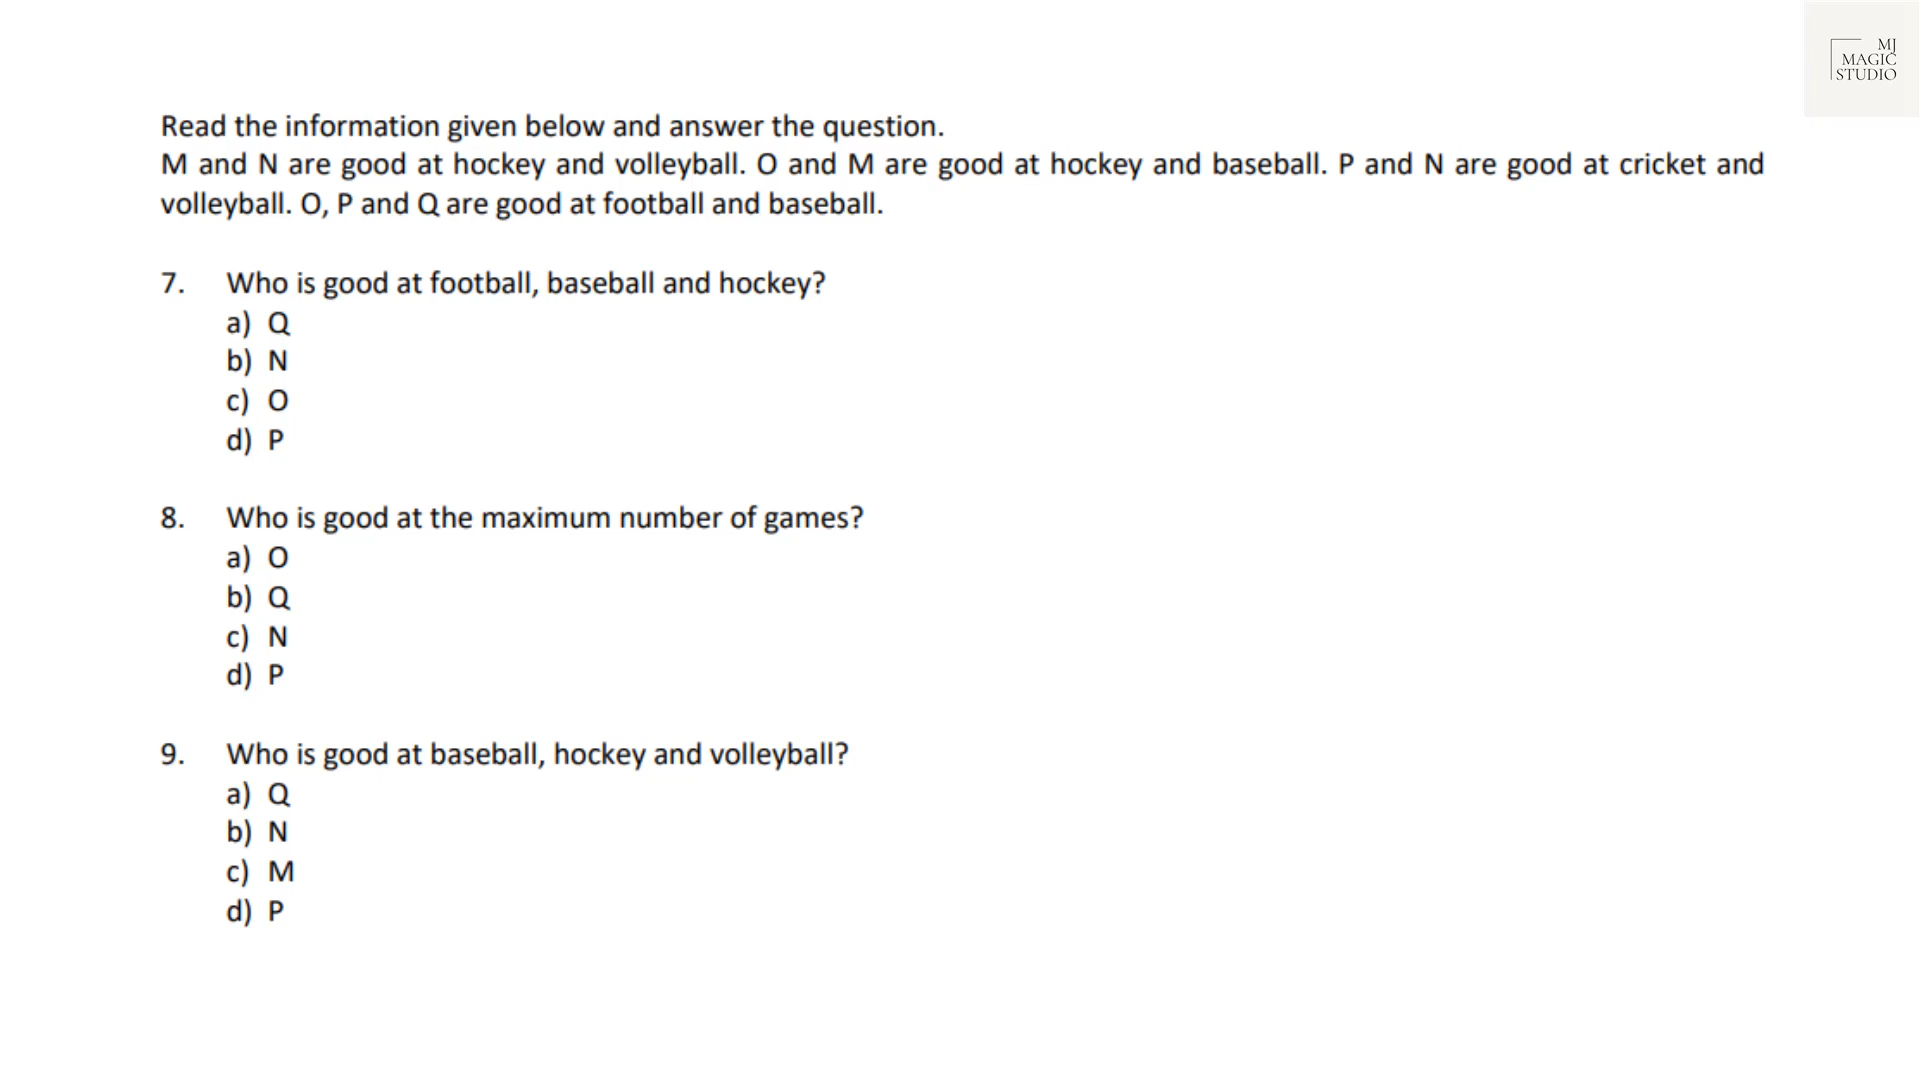 MJ
MAGIC
STUDIO
Read the information given below and answer the question.
M and N are good at hockey and volleyball. O and M are good at hockey and baseball. P and N are good at cricket and
volleyball. O, P and Q are good at football and baseball.
7. Who is good at football, baseball and hockey?
a) Q
b) N
c) O
d) P
8. Who is good at the maximum number of games?
a) O
b) Q
c) N
d) P
9. Who is good at baseball, hockey and volleyball?
a) Q
b) N
c) M
d) P